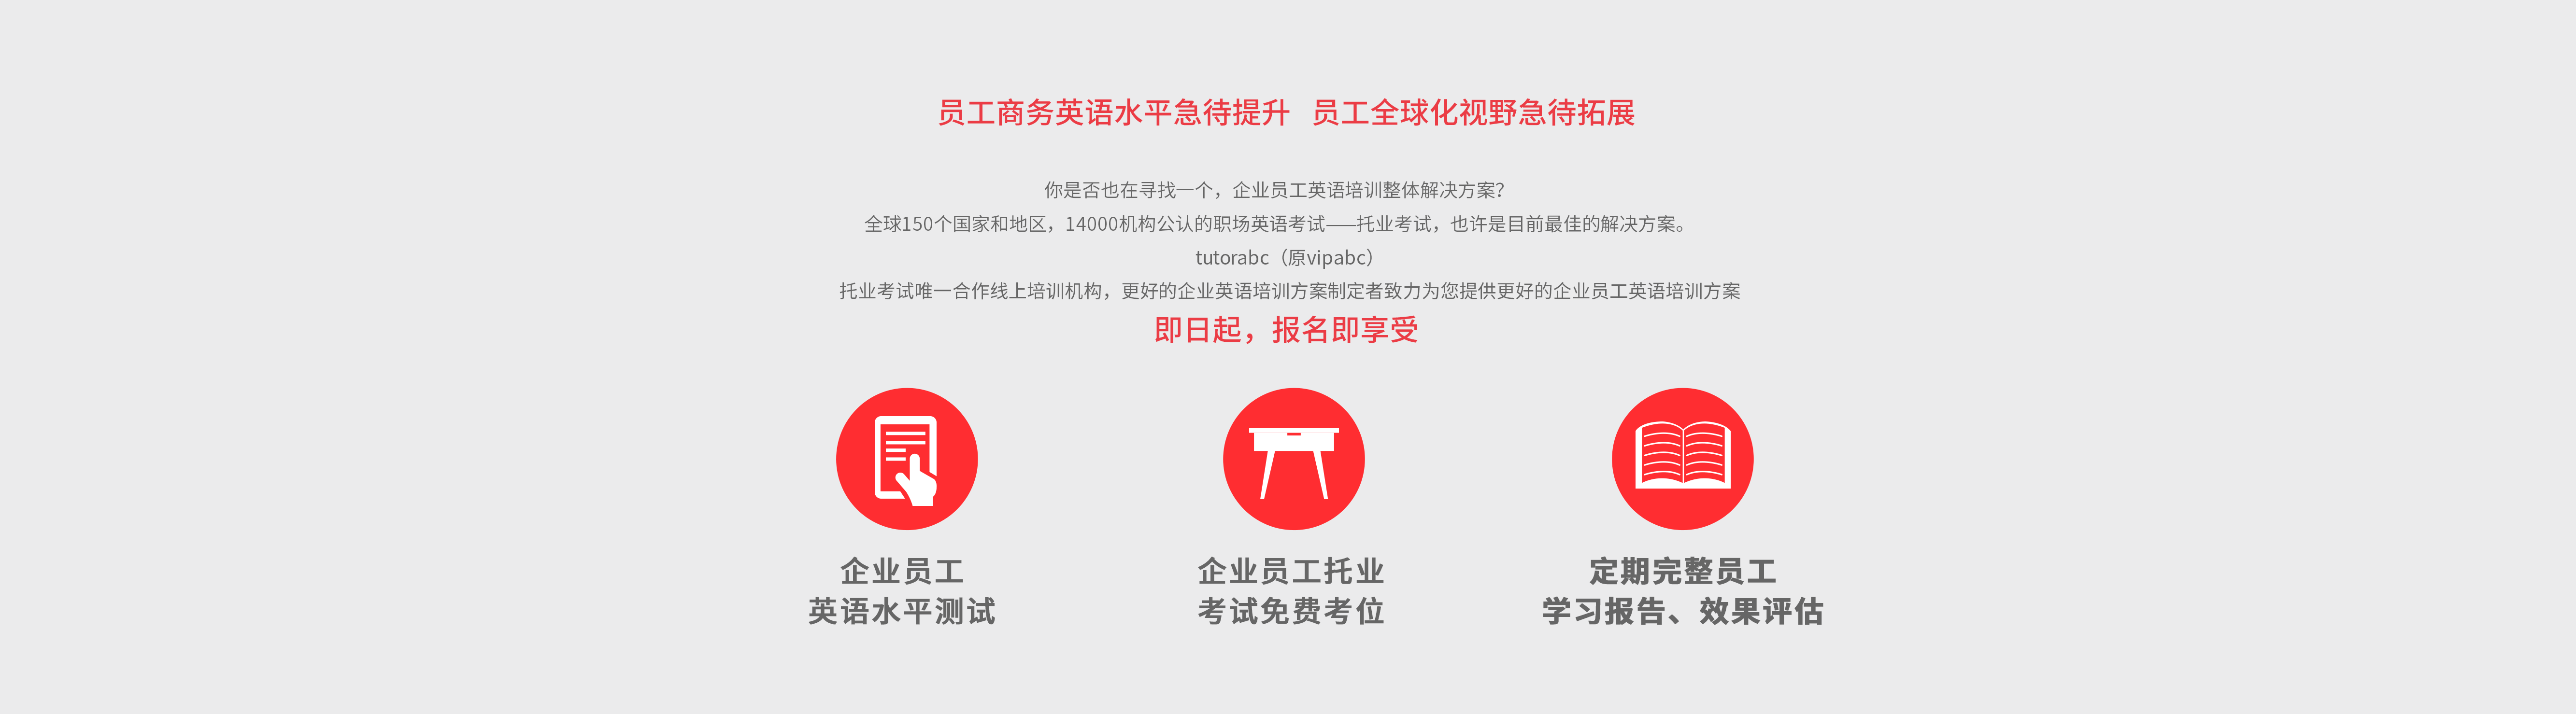 员工商务英语水平急待提升 员工全球化视野急待拓展
你是否也在寻找一个，企业员工英语培训整体解决方案？
全球150个国家和地区，14000机构公认的职场英语考试——托业考试，也许是目前最佳的解决方案。
tutorabc（原vipabc）
托业考试唯一合作线上培训机构，更好的企业英语培训方案制定者致力为您提供更好的企业员工英语培训方案
即日起，报名即享受
企业员工
英语水平测试
企业员工托业
考试免费考位
定期完整员工
学习报告、效果评估